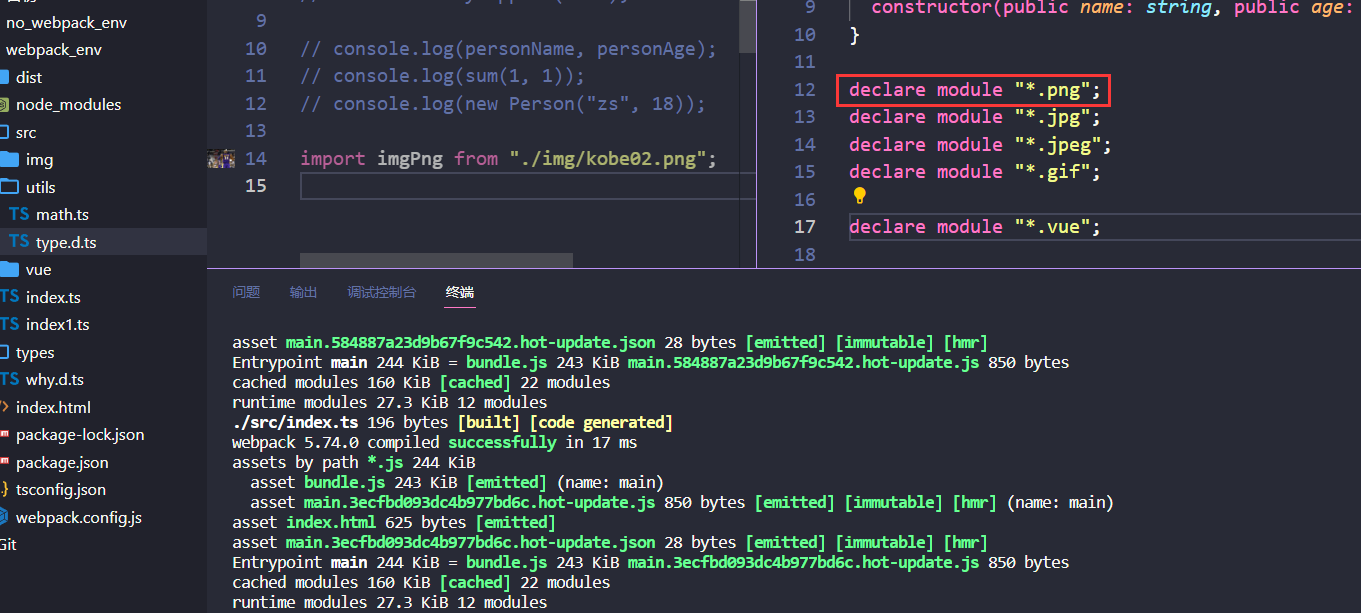 no_webpack_env
webpack_env
dist
node_modules
src
img
utils
TS math.ts
TS type.d.ts
vue
TS index.ts
TS index1.ts
types
TS why.d.ts
index.html
package-lock.json
package.json
tsconfig.json
webpack.config.js
Git
9
10 // console.log(personName, personAge);
11 // console.log(sum(1, 1));
12 // console.log(new Person("zs", 18));
13
14 import imgPng from "./img/kobe02.png";
15
9 constructor(public name: string, public age:
10 }
11
12 declare module "*.png";
13 declare module "*.jpg";
14 declare module "*.jpeg";
15 declare module "*.gif";
16
17 declare module "*.vue";
18
问题 输出 调试控制台 终端
asset main.584887a23d9b67f9c542.hot-update.json 28 bytes [emitted] [immutable] [hmr]
Entrypoint main 244 KiB = bundle.js 243 KiB main.584887a23d9b67f9c542.hot-update.js 850 bytes
cached modules 160 KiB [cached] 22 modules
runtime modules 27.3 KiB 12 modules
./src/index.ts 196 bytes [built] [code generated]
webpack 5.74.0 compiled successfully in 17 ms
assets by path *.js 244 KiB
asset bundle.js 243 KiB [emitted] (name: main)
asset main.3ecfbd093dc4b977bd6c.hot-update.js 850 bytes [emitted] [immutable] [hmr] (name: main)
asset index.html 625 bytes [emitted]
asset main.3ecfbd093dc4b977bd6c.hot-update.json 28 bytes [emitted] [immutable] [hmr]
Entrypoint main 244 KiB = bundle.js 243 KiB main.3ecfbd093dc4b977bd6c.hot-update.js 850 bytes
cached modules 160 KiB [cached] 22 modules
runtime modules 27.3 KiB 12 modules